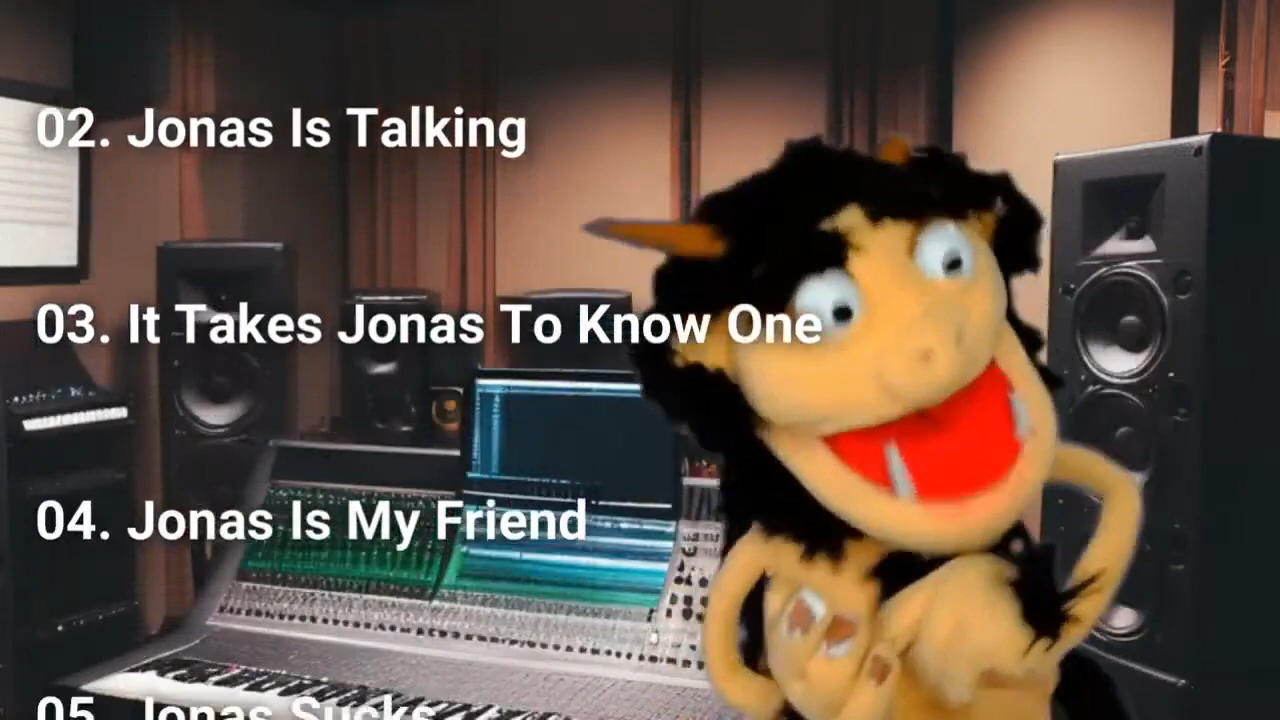 02. Jonas Is Talking
03. It Takes Jonas To Know One
04. Jonas Is My Friend
05. Jonas Sucks